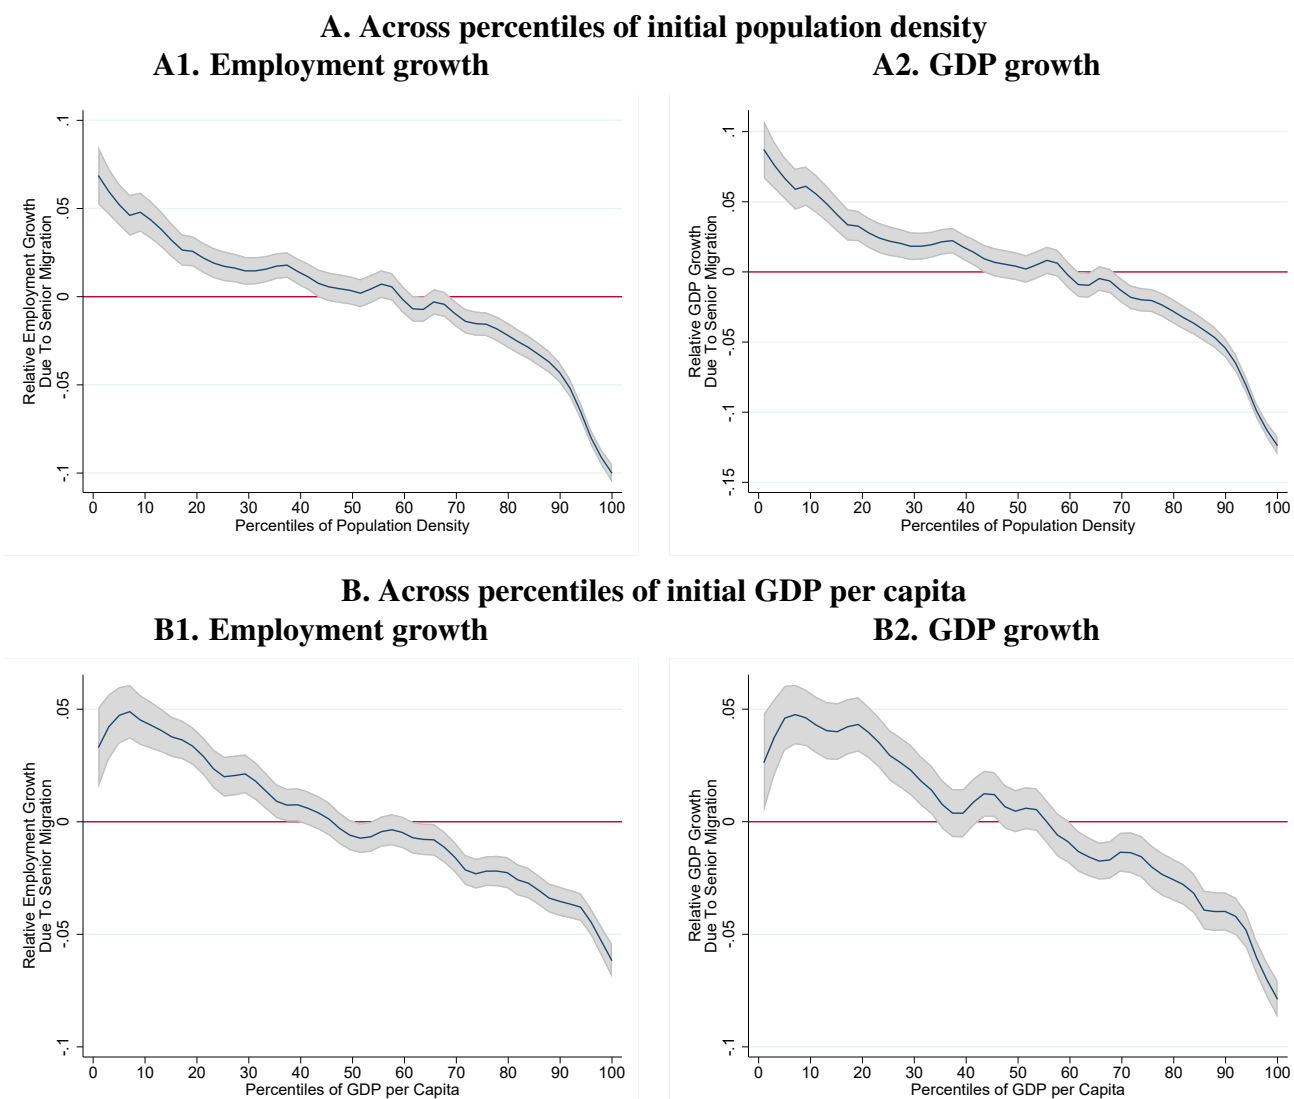 A. Across percentiles of initial population density
A1. Employment growth
A2. GDP growth
Relative Employment Growth
Due To Senior Migration
.1
.05
0
-.05
-.1
0 10 20 30 40 50 60 70 80 90 100
Percentiles of Population Density
Relative GDP Growth
Due To Senior Migration
.1
.05
0
-.05
-.1
-.15
0 10 20 30 40 50 60 70 80 90 100
Percentiles of Population Density
B. Across percentiles of initial GDP per capita
B1. Employment growth
B2. GDP growth
Relative Employment Growth
Due To Senior Migration
.05
0
-.05
-.1
0 10 20 30 40 50 60 70 80 90 100
Percentiles of GDP per Capita
Relative GDP Growth
Due To Senior Migration
.05
0
-.05
-.1
0 10 20 30 40 50 60 70 80 90 100
Percentiles of GDP per Capita